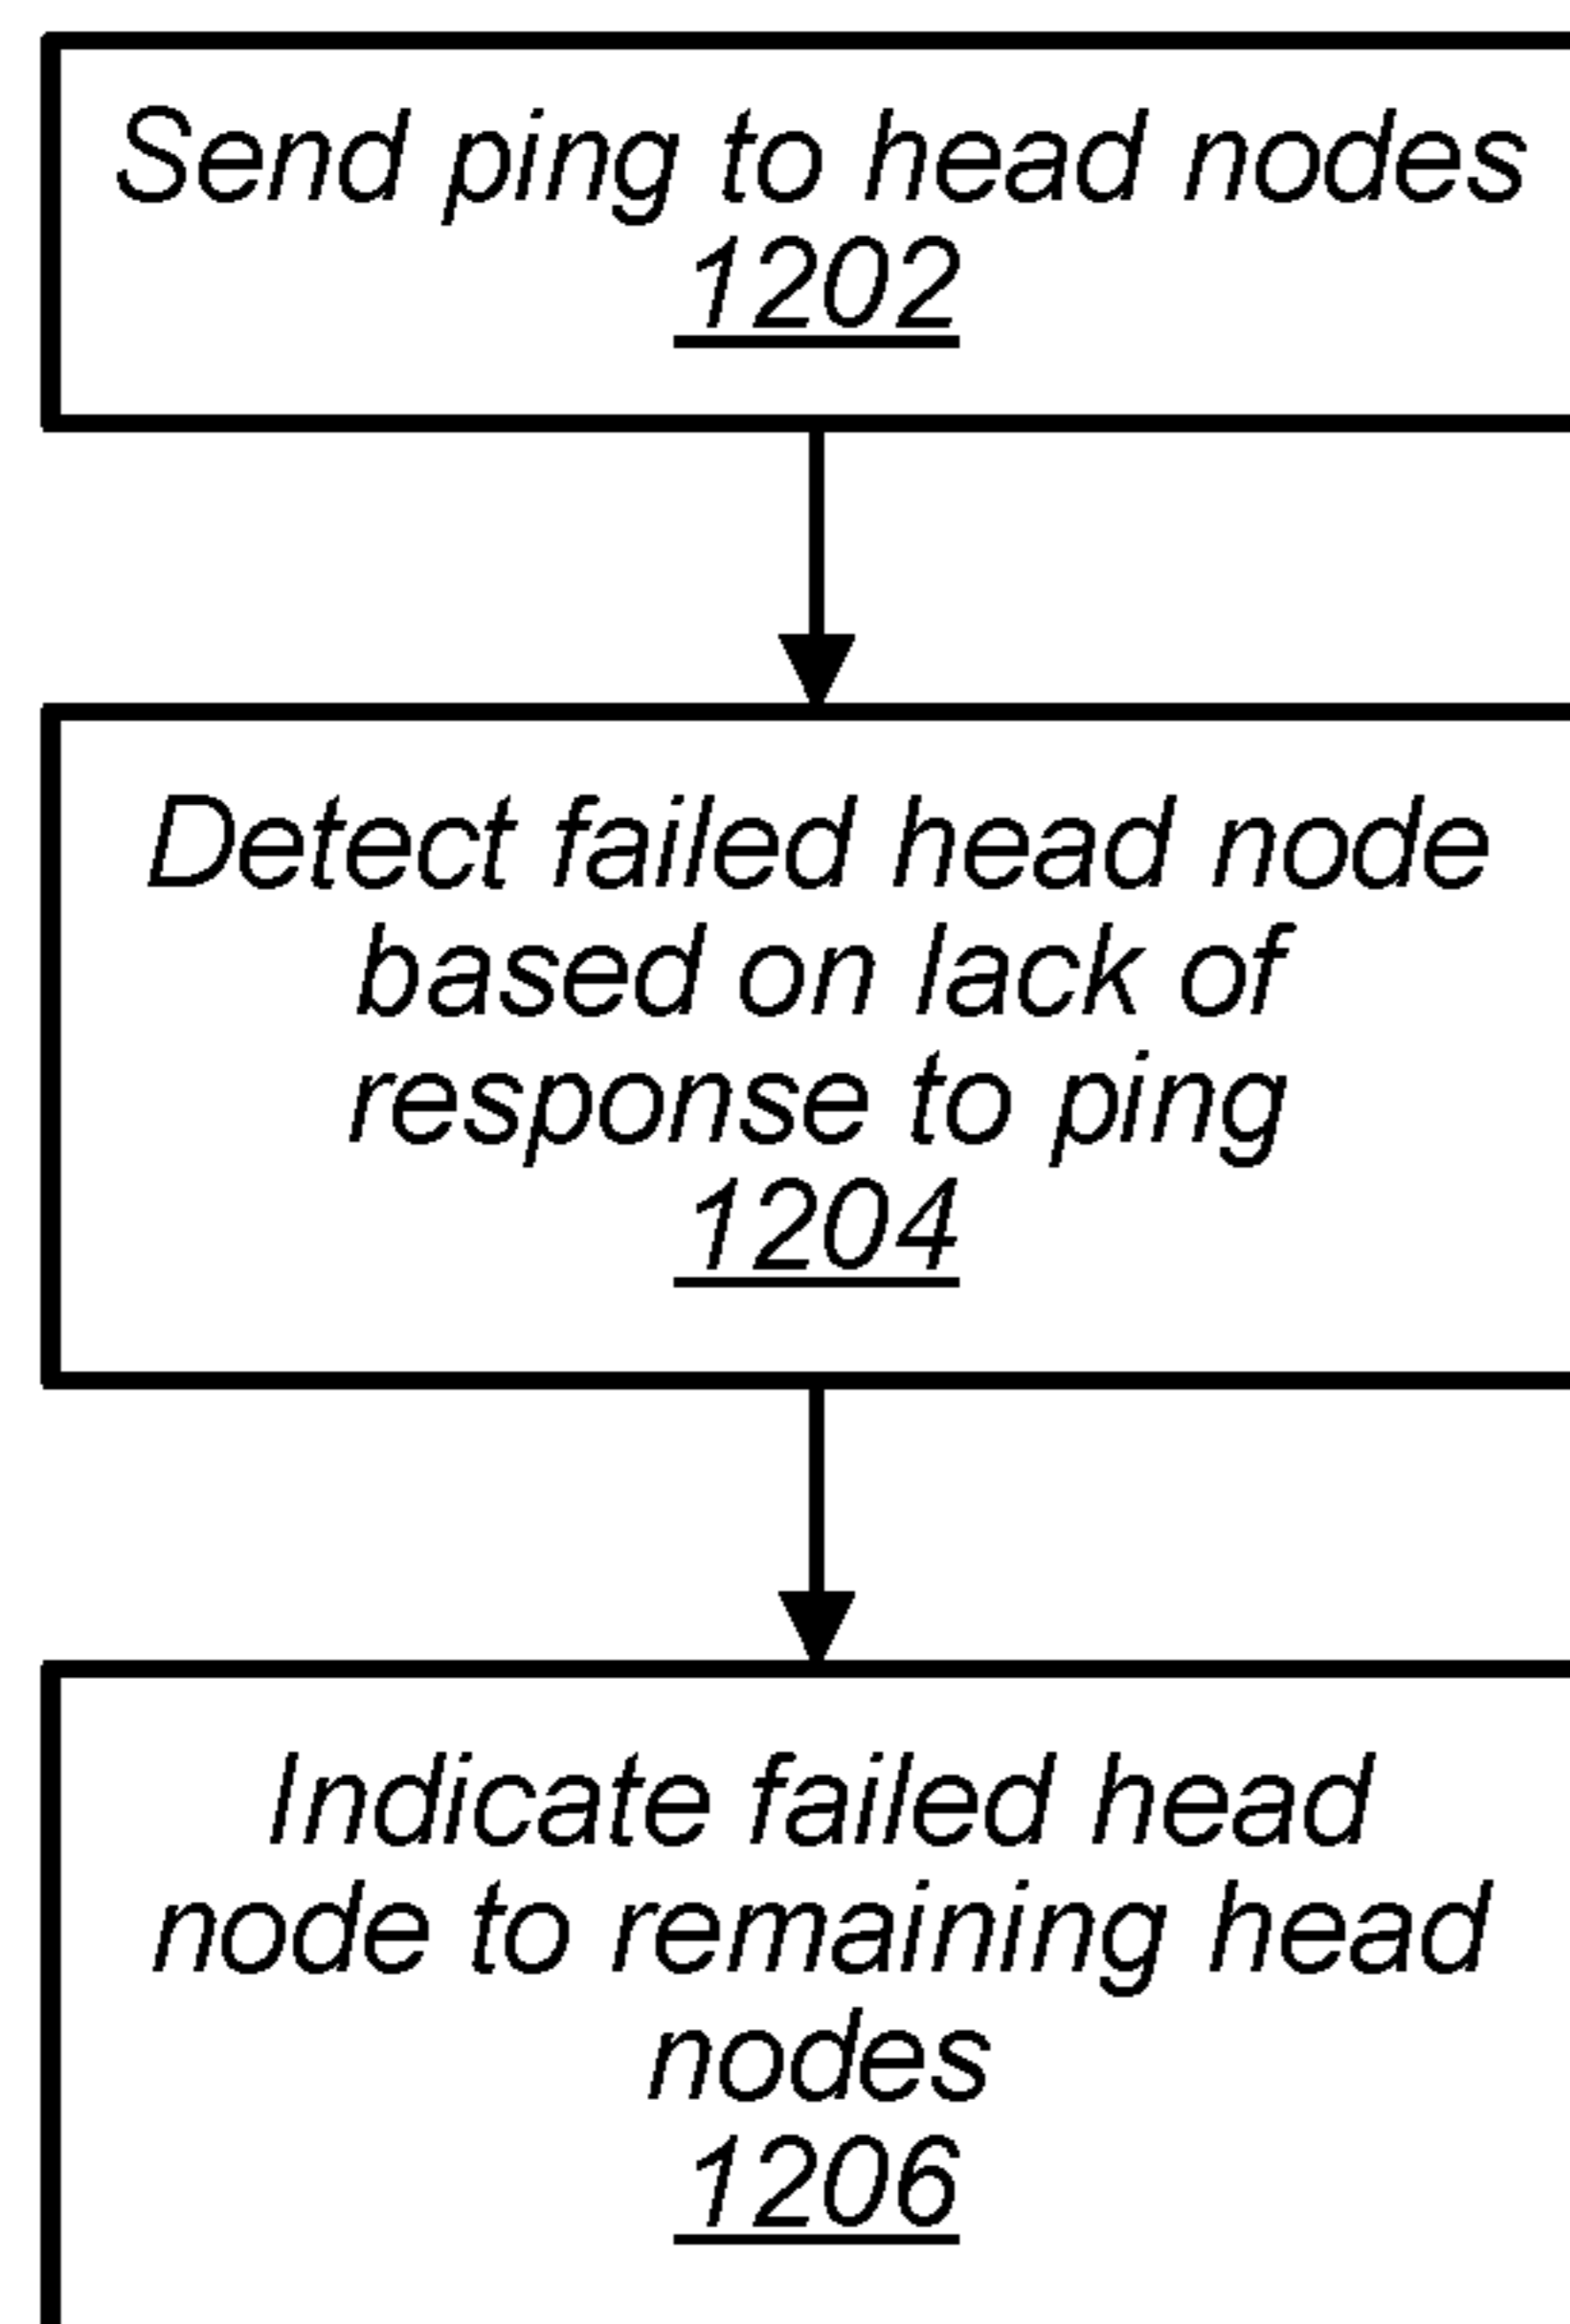 Send ping to head nodes
1202
Detect failed head node
based on lack of
response to ping
1204
Indicate failed head
node to remaining head
nodes
1206